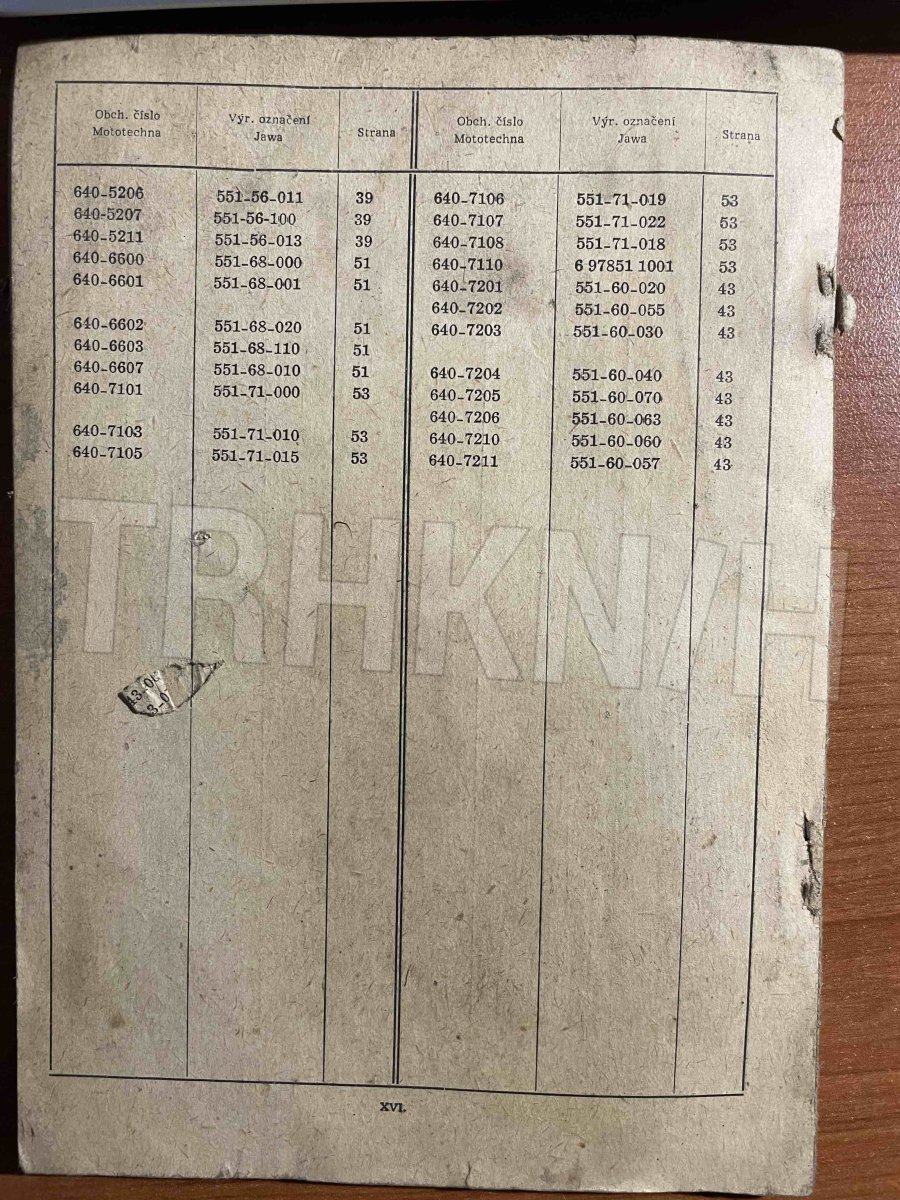 Obch. číslo Mototechna | Výr. označení Jawa | Strana
640-5206 551-56-011 39
640-5207 551-56-100 39
640-5211 551-56-013 39
640-6600 551-68-000 51
640-6601 551-68-001 51
640-6602 551-68-020 51
640-6603 551-68-110 51
640-6607 551-68-010 51
640-7101 551-71-000 53
640-7103 551-71-010 53
640-7105 551-71-015 53
Obch. číslo Mototechna | Výr. označení Jawa | Strana
640-7106 551-71-019 53
640-7107 551-71-022 53
640-7108 551-71-018 53
640-7110 6 97851 1001 53
640-7201 551-60-020 43
640-7202 551-60-055 43
640-7203 551-60-030 43
640-7204 551-60-040 43
640-7205 551-60-070 43
640-7206 551-60-063 43
640-7210 551-60-060 43
640-7211 551-60-057 43
TRHKNIH
XVI.